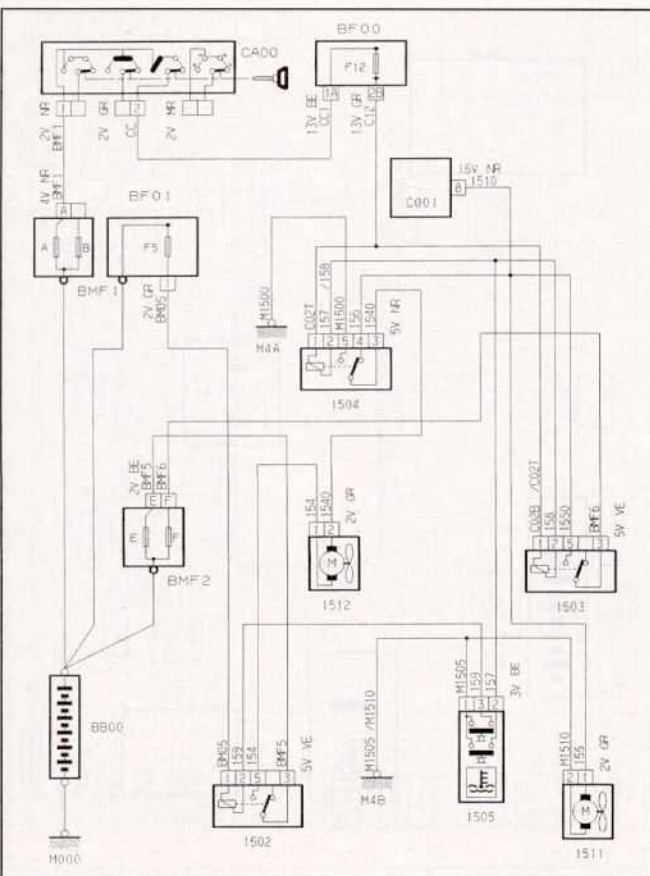 CA00
BF00
F12
1
2
1A
2B
2V NR
BMF1
2V GR
CC
2V MR
13V BE
CC1
13V GR
C12
4V NR
BMF1
A
A
B
BMF1
BF01
F5
2V GR
BM05
C001
8
16V NR
1510
M1500
M4A
C02T
157
/158
M1500
156
1540
5V NR
1 2 5 4 3
1504
2V BE
BMF5
BMF6
E F
E
F
BMF2
154
1540
2V GR
1 2
M
1512
C02B /C02T
158
1550
BMF6
5V VE
1 2 5 3
1503
BB00
M000
BM05
159
154
BMF5
5V VE
1 2 5 3
1502
M1505 /M1510
M4B
M1505
159
157
3V BE
1 3 2
1505
M1510
155
2V GR
2 1
M
1511